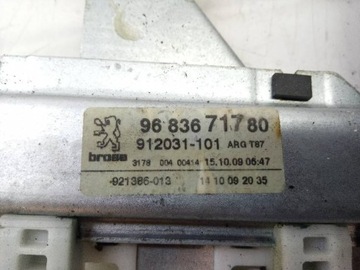 96 836 717 80
912031-101 ARG T87
brose 3178 004 00414 15.10.09 06:47
921386-013 14 10 09 20 35